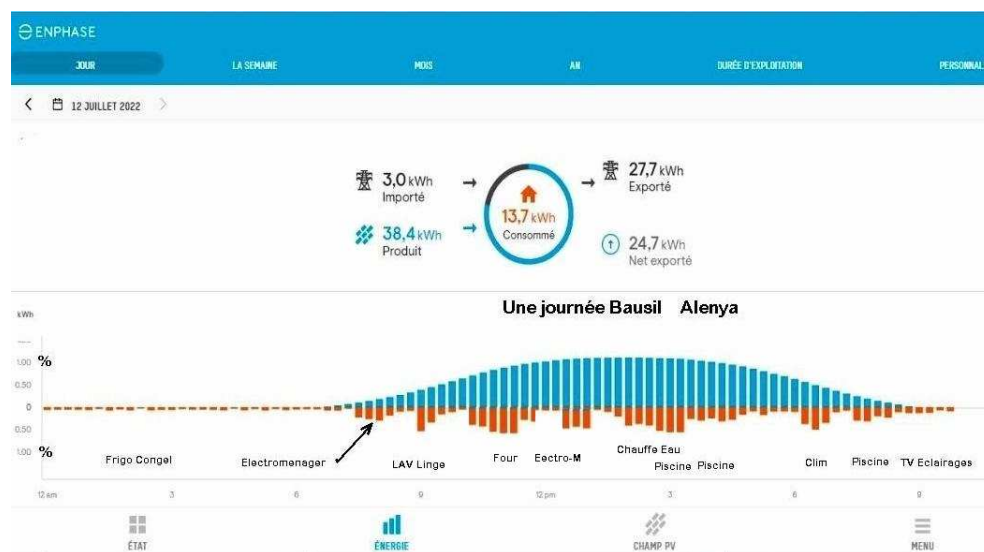 ENPHASE
JOUR LA SEMAINE MOIS AN DURÉE D'EXPLOITATION PERSONNAL
12 JUILLET 2022
3,0 kWh
Importé
38,4 kWh
Produit
13,7 kWh
Consommé
27,7 kWh
Exporté
24,7 kWh
Net exporté
Une journée Bausil Alenya
kWh
1.00 %
0.50
0
0.50
1.00 %
Frigo Congel Electromenager LAV Linge Four Eectro-M Chauffe Eau
Piscine Piscine Clim Piscine TV Eclairages
12 am 3 6 9 12 pm 3 6 9
ÉTAT ÉNERGIE CHAMP PV MENU